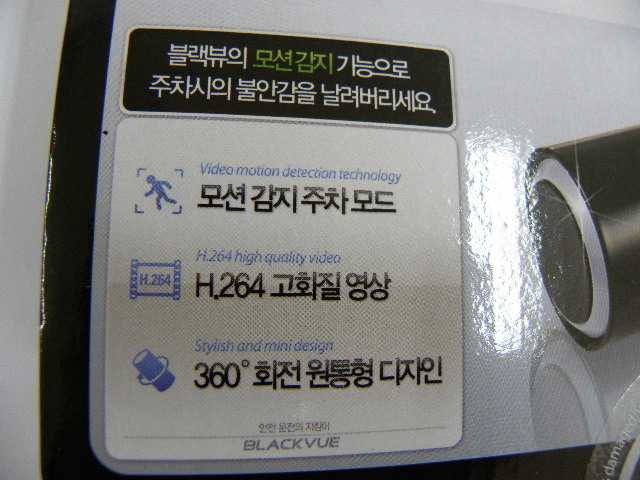 블랙뷰의 모션 감지 기능으로
주차시의 불안감을 날려버리세요.
Video motion detection technology
모션 감지 주차 모드
H.264 high quality video
H.264
H.264 고화질 영상
Stylish and mini design
360° 회전 원통형 디자인
안전 운전의 지킴이
BLACKVUE